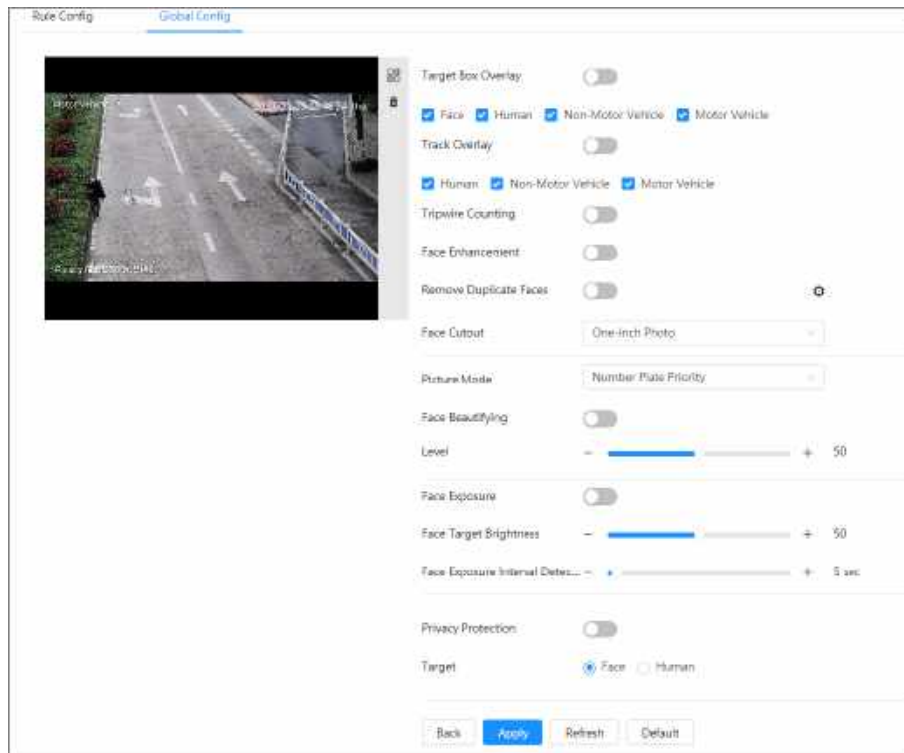 Rule Config Global Config
Target Box Overlay
Face Human Non-Motor Vehicle Motor Vehicle
Track Overlay
Human Non-Motor Vehicle Motor Vehicle
Tripwire Counting
Face Enhancement
Remove Duplicate Faces
Face Cutout One-inch Photo
Picture Mode Number Plate Priority
Face Beautifying
Level - + 50
Face Exposure
Face Target Brightness - + 50
Face Exposure Interval Detec... - + 5 sec
Privacy Protection
Target Face Human
Back Apply Refresh Default